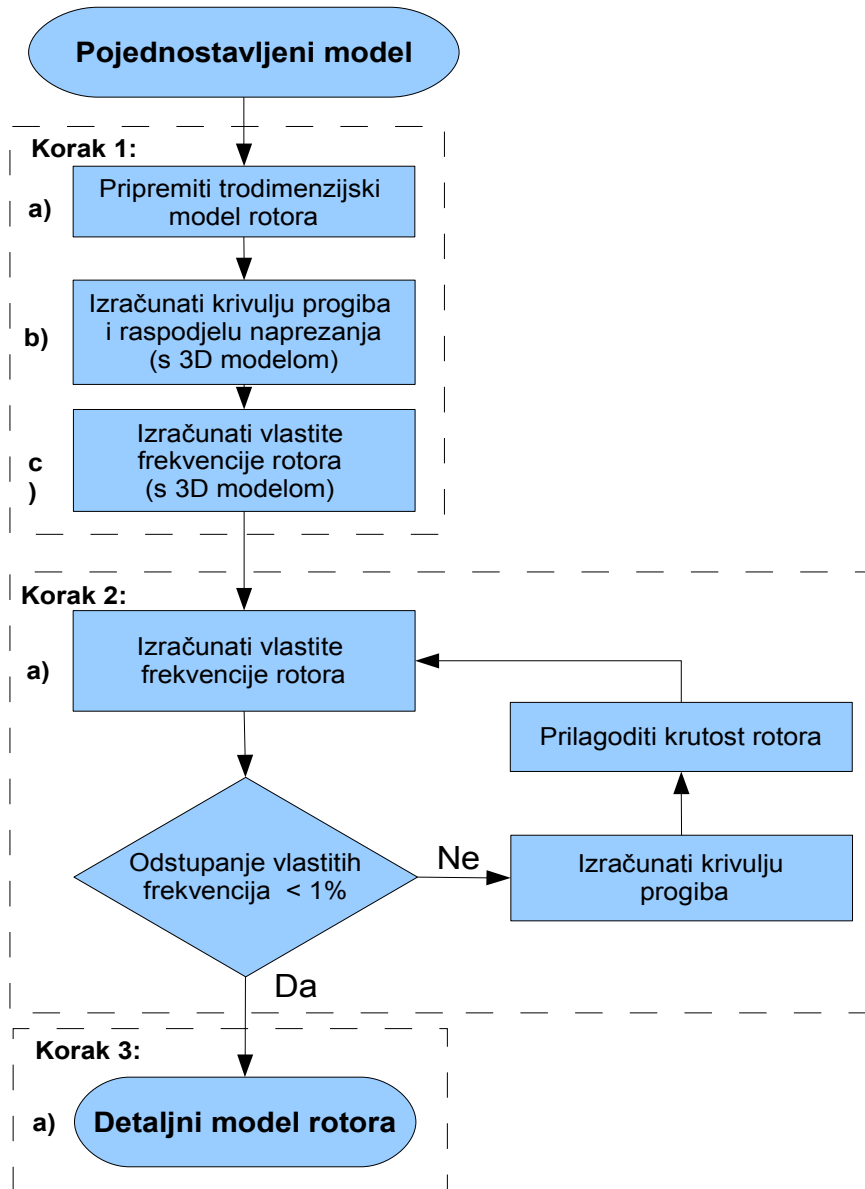 Pojednostavljeni model
Korak 1:
a)
Pripremiti trodimenzijski
model rotora
b)
Izračunati krivulju progiba
i raspodjelu naprezanja
(s 3D modelom)
c
)
Izračunati vlastite
frekvencije rotora
(s 3D modelom)
Korak 2:
a)
Izračunati vlastite
frekvencije rotora
Prilagoditi krutost rotora
Odstupanje vlastitih
frekvencija < 1%
Ne
Izračunati krivulju
progiba
Da
Korak 3:
a)
Detaljni model rotora